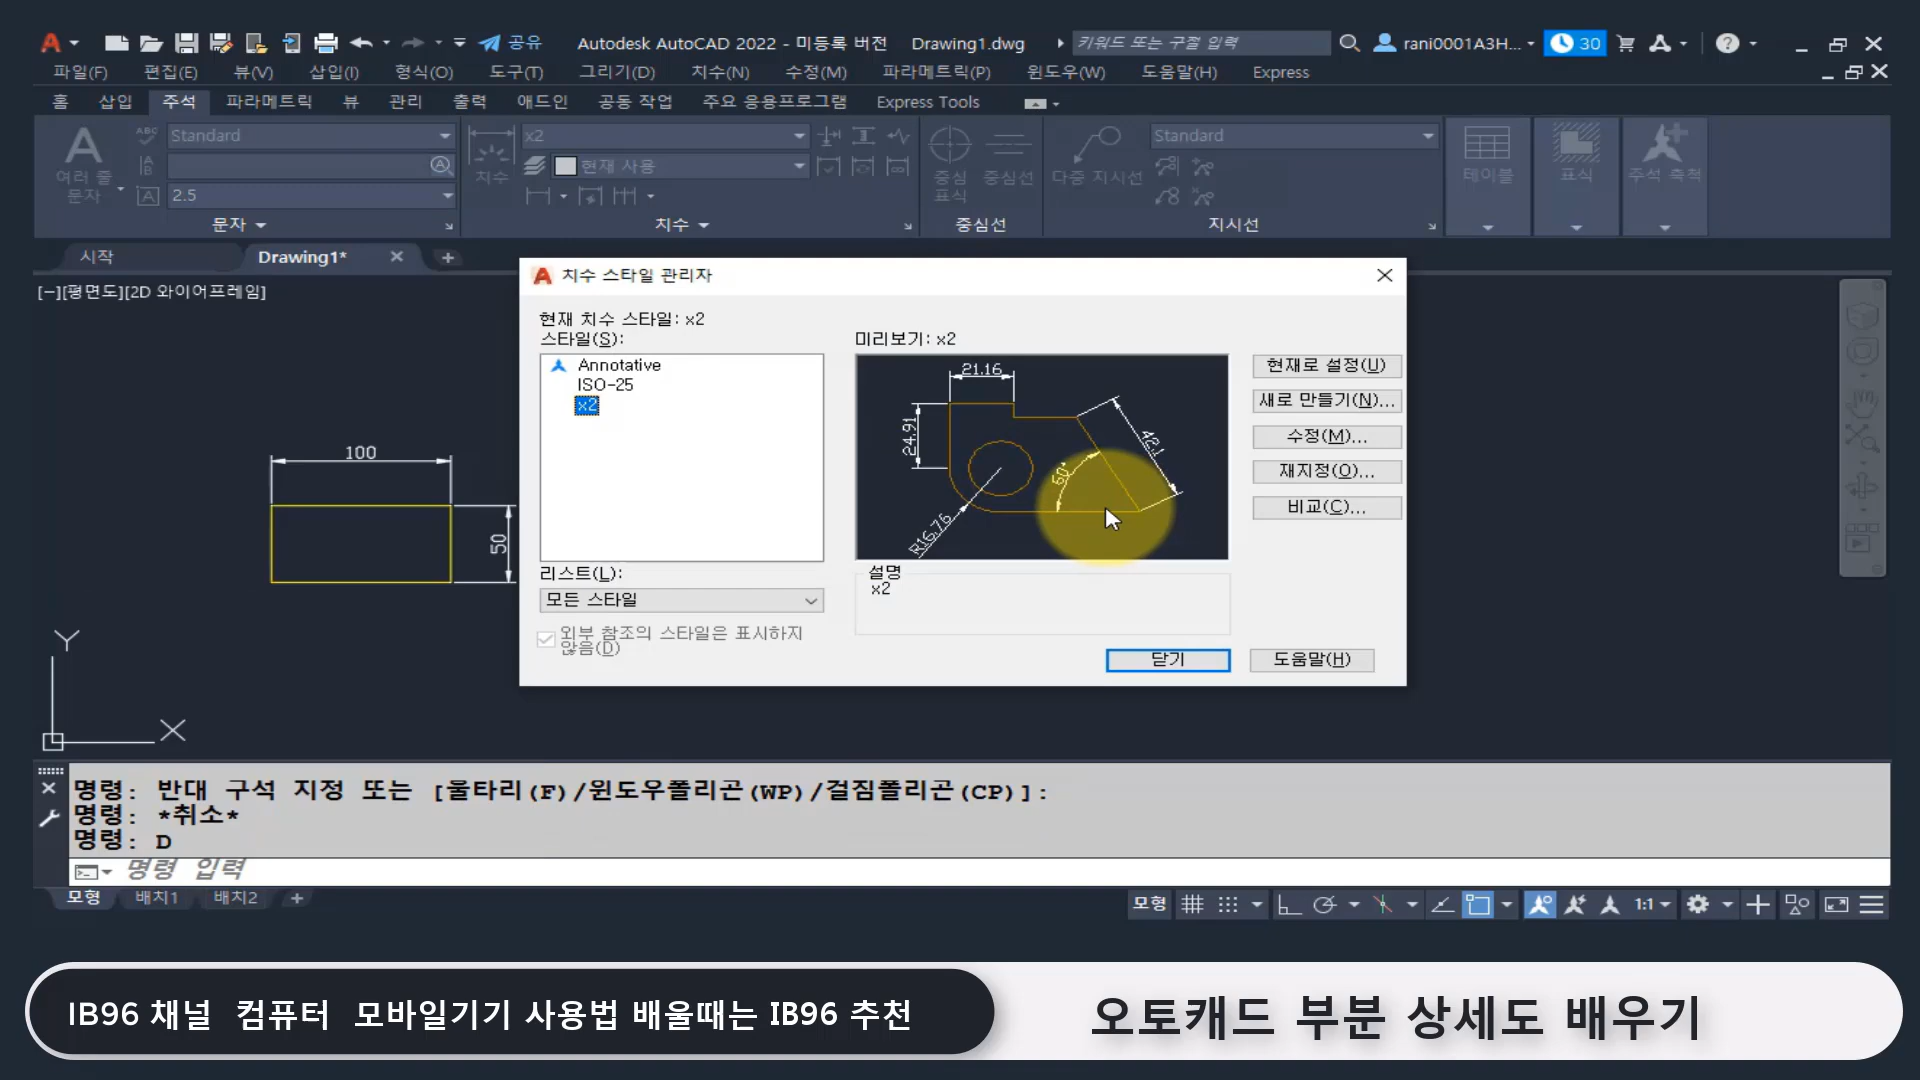 공유
Autodesk AutoCAD 2022 - 미등록 버전 Drawing1.dwg
키워드 또는 구절 입력
rani0001A3H...
30
파일(F) 편집(E) 뷰(V) 삽입(I) 형식(O) 도구(T) 그리기(D) 치수(N) 수정(M) 파라메트릭(P) 윈도우(W) 도움말(H) Express
홈 삽입 주석 파라메트릭 뷰 관리 출력 애드인 공동 작업 주요 응용프로그램 Express Tools
Standard
x2
Standard
여러 줄
문자
현재 사용
치수
중심
표식
중심선
다중 지시선
테이블
표식
주석 축척
2.5
문자
치수
중심선
지시선
시작
Drawing1*
[−][평면도][2D 와이어프레임]
100
50
Y
X
치수 스타일 관리자
현재 치수 스타일: x2
스타일(S):
Annotative
ISO-25
x2
미리보기: x2
21.16
24.91
42.1
60°
R16.76
현재로 설정(U)
새로 만들기(N)...
수정(M)...
재지정(O)...
비교(C)...
리스트(L):
모든 스타일
외부 참조의 스타일은 표시하지
않음(D)
설명
x2
닫기
도움말(H)
명령: 반대 구석 지정 또는 [울타리(F)/윈도우폴리곤(WP)/걸침폴리곤(CP)]:
명령: *취소*
명령: D
명령 입력
모형 배치1 배치2
모형
1:1
IB96 채널 컴퓨터 모바일기기 사용법 배울때는 IB96 추천
오토캐드 부분 상세도 배우기